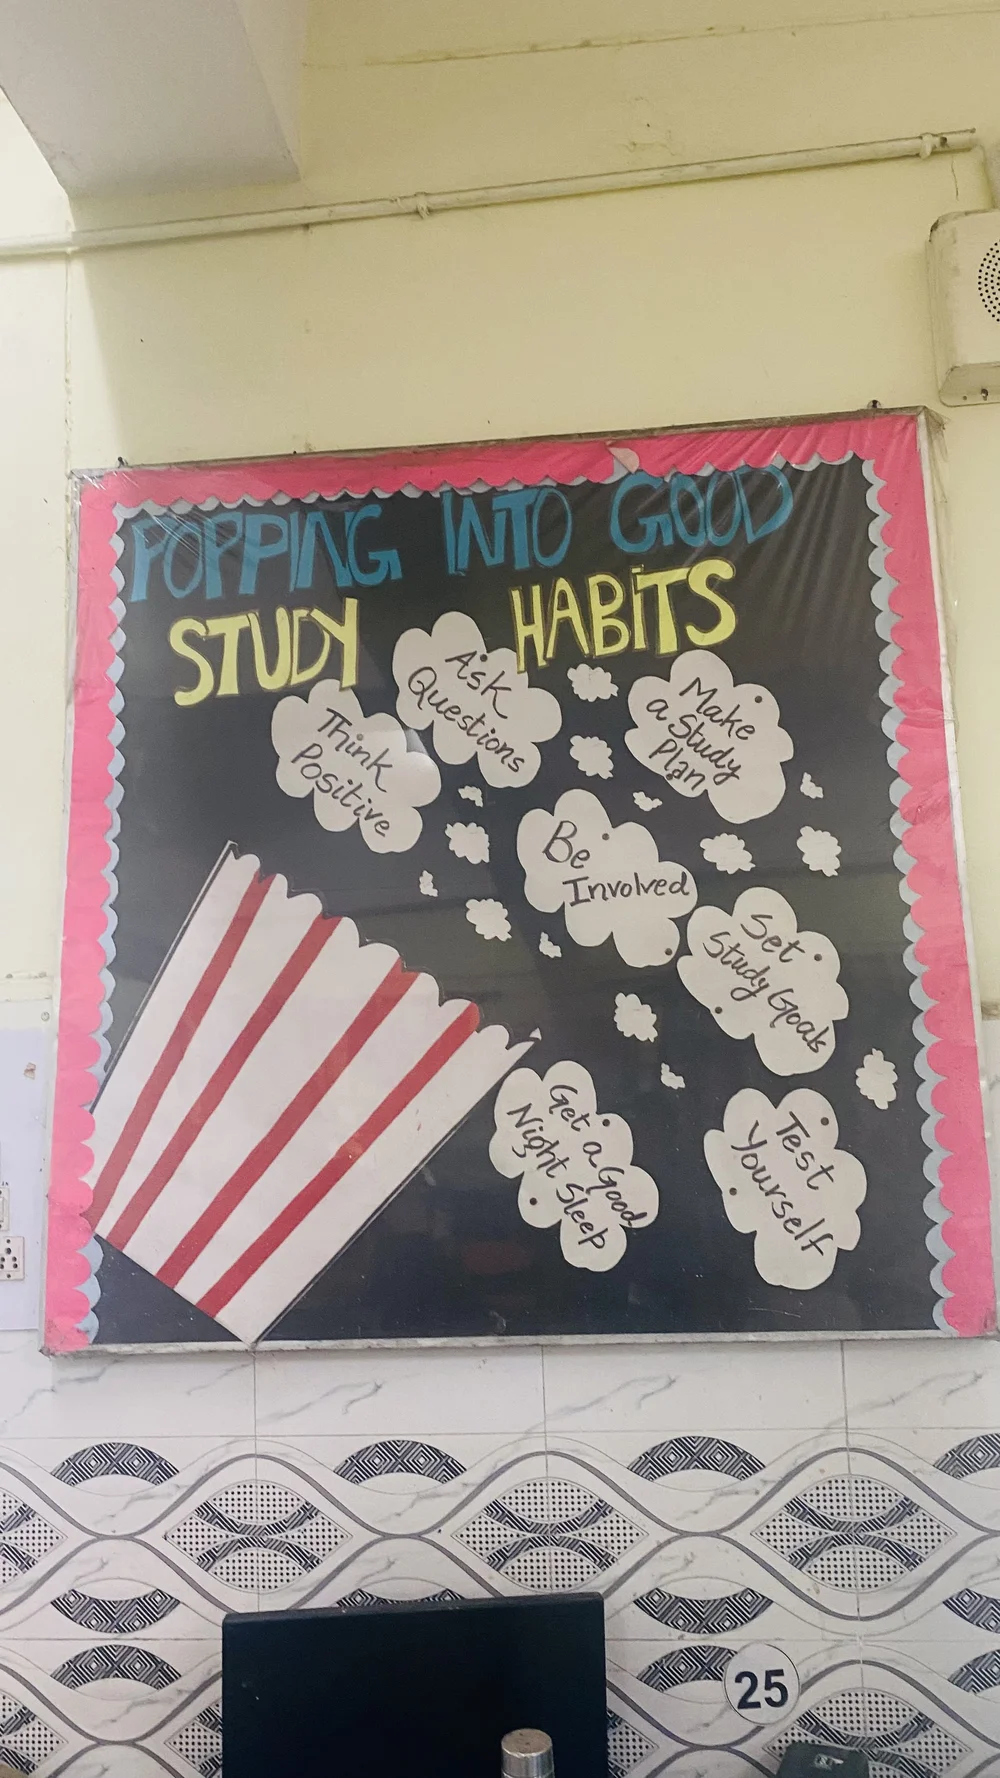 POPPING INTO GOOD
STUDY HABITS
Ask
Questions
Think
Positive
Make
a Study
Plan
Be
Involved
Set
Study Goals
Get a Good
Night Sleep
Test
Yourself
25